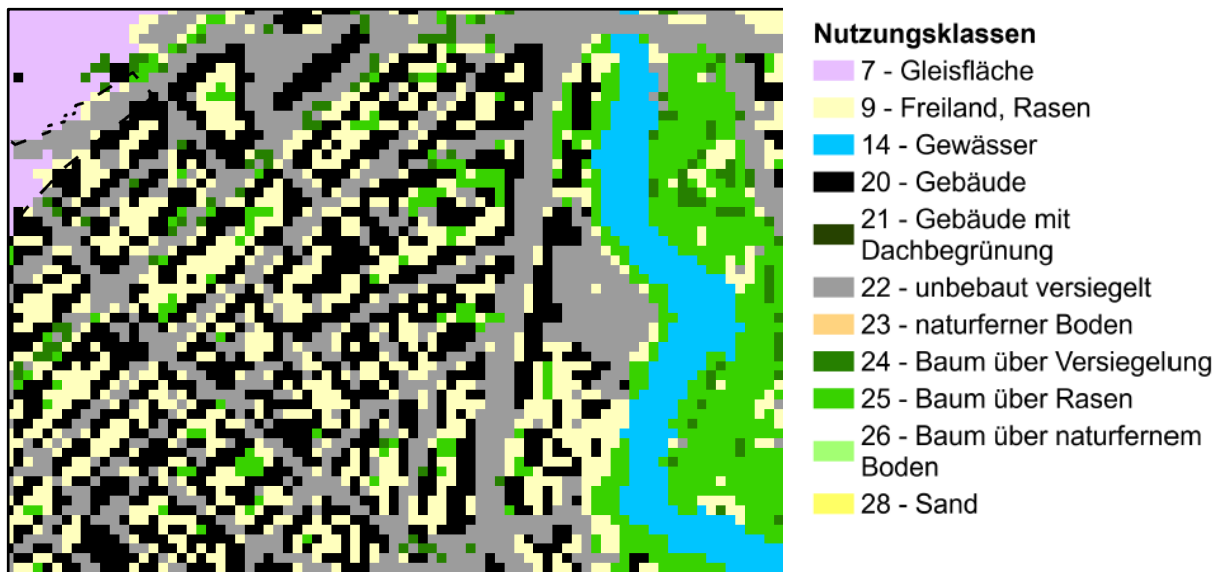 Nutzungsklassen
7 - Gleisfläche
9 - Freiland, Rasen
14 - Gewässer
20 - Gebäude
21 - Gebäude mit
Dachbegrünung
22 - unbebaut versiegelt
23 - naturferner Boden
24 - Baum über Versiegelung
25 - Baum über Rasen
26 - Baum über naturfernem
Boden
28 - Sand